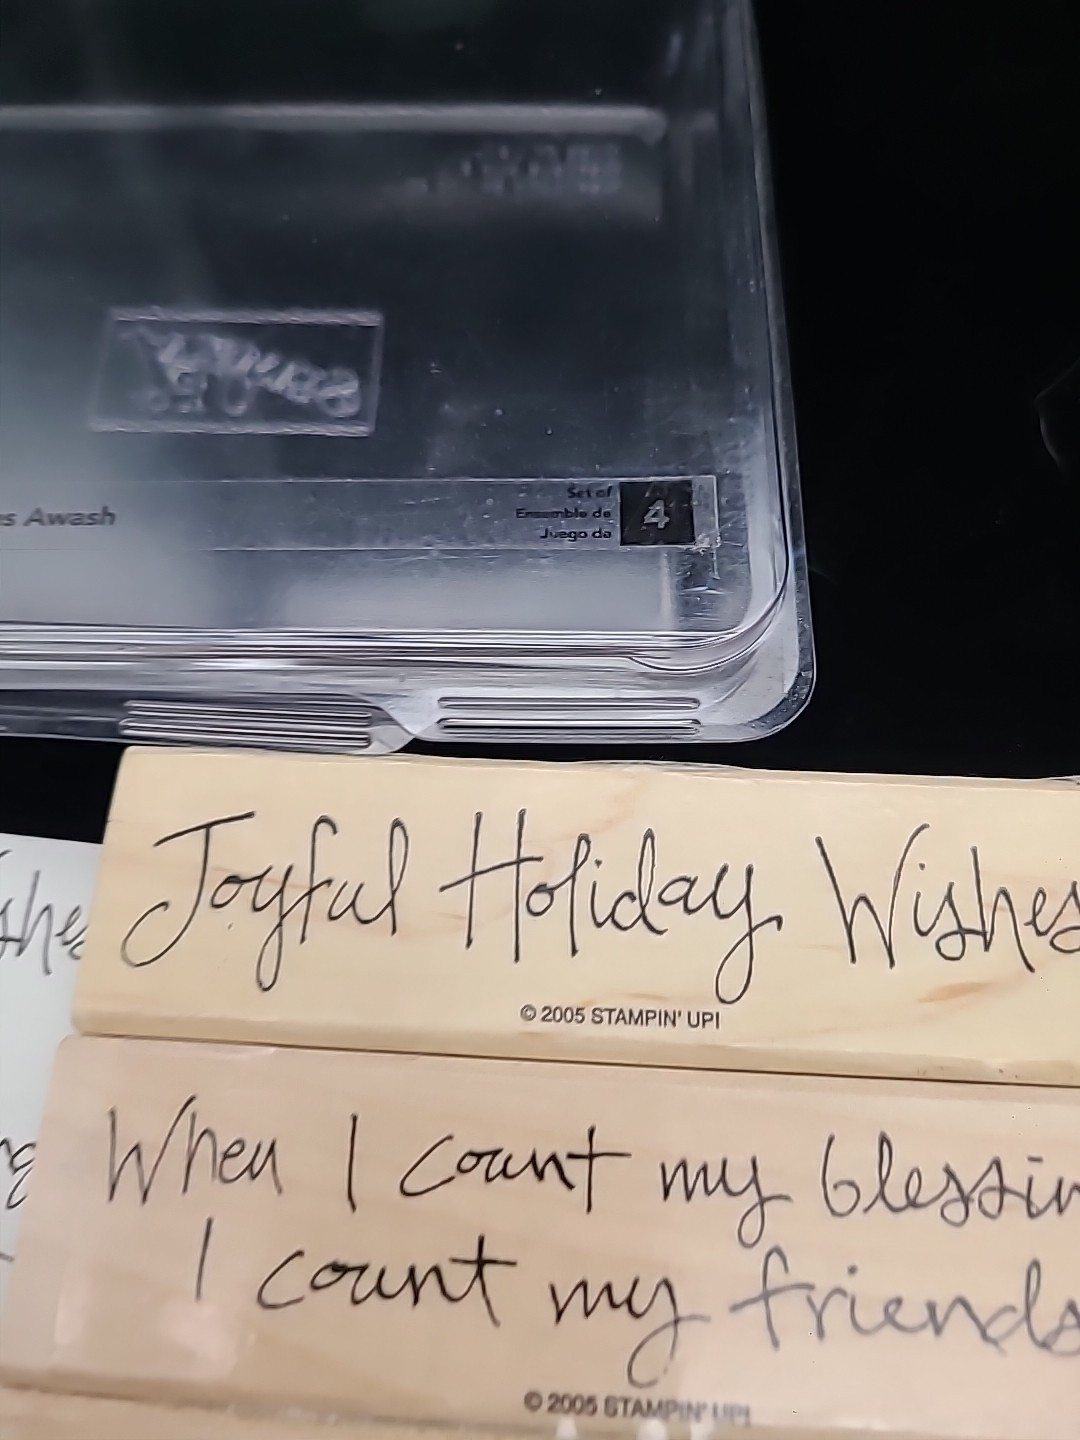 s Awash
Set of
Ensemble de
Juego de
4
shes
Joyful Holiday Wishes
© 2005 STAMPIN' UP!
When I count my blessin
I count my friends
© 2005 STAMPIN' UP!